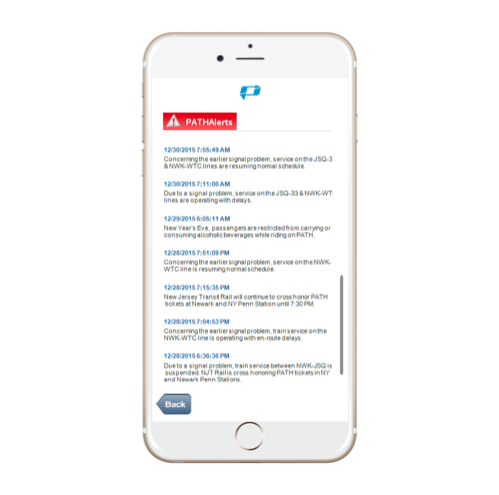 PATHAlerts
12/30/2015 7:55:49 AM
Concerning the earlier signal problem, service on the JSQ-3
& NWK-WTC lines are resuming normal schedule.
12/30/2015 7:11:06 AM
Due to a signal problem, service on the JSQ-33 & NWK-WT
lines are operating with delays.
12/29/2015 6:05:11 AM
New Year's Eve, passengers are restricted from carrying or
consuming alcoholic beverages while riding on PATH.
12/28/2015 7:51:09 PM
Concerning the earlier signal problem, service on the NWK-
WTC line is resuming normal schedule.
12/28/2015 7:15:35 PM
New Jersey Transit Rail will continue to cross honor PATH
tickets at Newark and NY Penn Station until 7:30 PM.
12/28/2015 7:04:53 PM
Concerning the earlier signal problem, train service on the
NWK-WTC line is operating with en-route delays.
12/28/2015 6:36:36 PM
Due to a signal problem, train service between NWK-JSQ is
suspended. NJT Rail is cross honoring PATH tickets in NY
and Newark Penn Stations.
Back